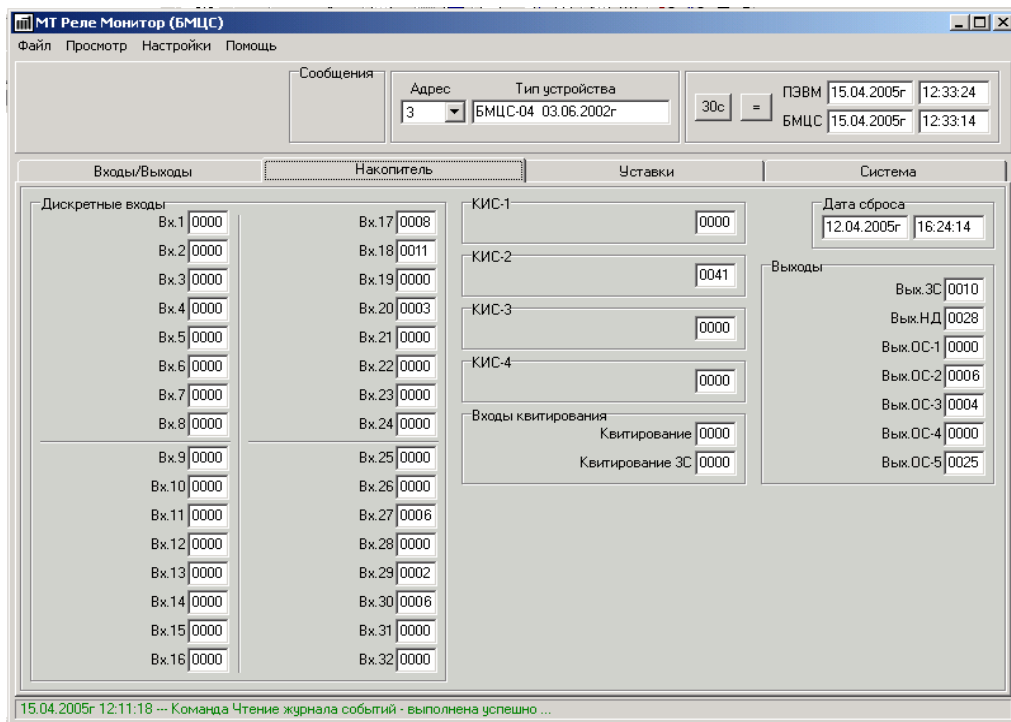 МТ Реле Монитор (БМЦС)
Файл Просмотр Настройки Помощь
Сообщения
Адрес Тип устройства
3 БМЦС-04 03.06.2002г
30с =
ПЭВМ 15.04.2005г 12:33:24
БМЦС 15.04.2005г 12:33:14
Входы/Выходы Накопитель Уставки Система
Дискретные входы
Вх.1 0000 Вх.17 0008
Вх.2 0000 Вх.18 0011
Вх.3 0000 Вх.19 0000
Вх.4 0000 Вх.20 0003
Вх.5 0000 Вх.21 0000
Вх.6 0000 Вх.22 0000
Вх.7 0000 Вх.23 0000
Вх.8 0000 Вх.24 0000
Вх.9 0000 Вх.25 0000
Вх.10 0000 Вх.26 0000
Вх.11 0000 Вх.27 0006
Вх.12 0000 Вх.28 0000
Вх.13 0000 Вх.29 0002
Вх.14 0000 Вх.30 0006
Вх.15 0000 Вх.31 0000
Вх.16 0000 Вх.32 0000
КИС-1
0000
КИС-2
0041
КИС-3
0000
КИС-4
0000
Входы квитирования
Квитирование 0000
Квитирование ЗС 0000
Дата сброса
12.04.2005г 16:24:14
Выходы
Вых.ЗС 0010
Вых.НД 0028
Вых.ОС-1 0000
Вых.ОС-2 0006
Вых.ОС-3 0004
Вых.ОС-4 0000
Вых.ОС-5 0025
15.04.2005г 12:11:18 --- Команда Чтение журнала событий - выполнена успешно ...